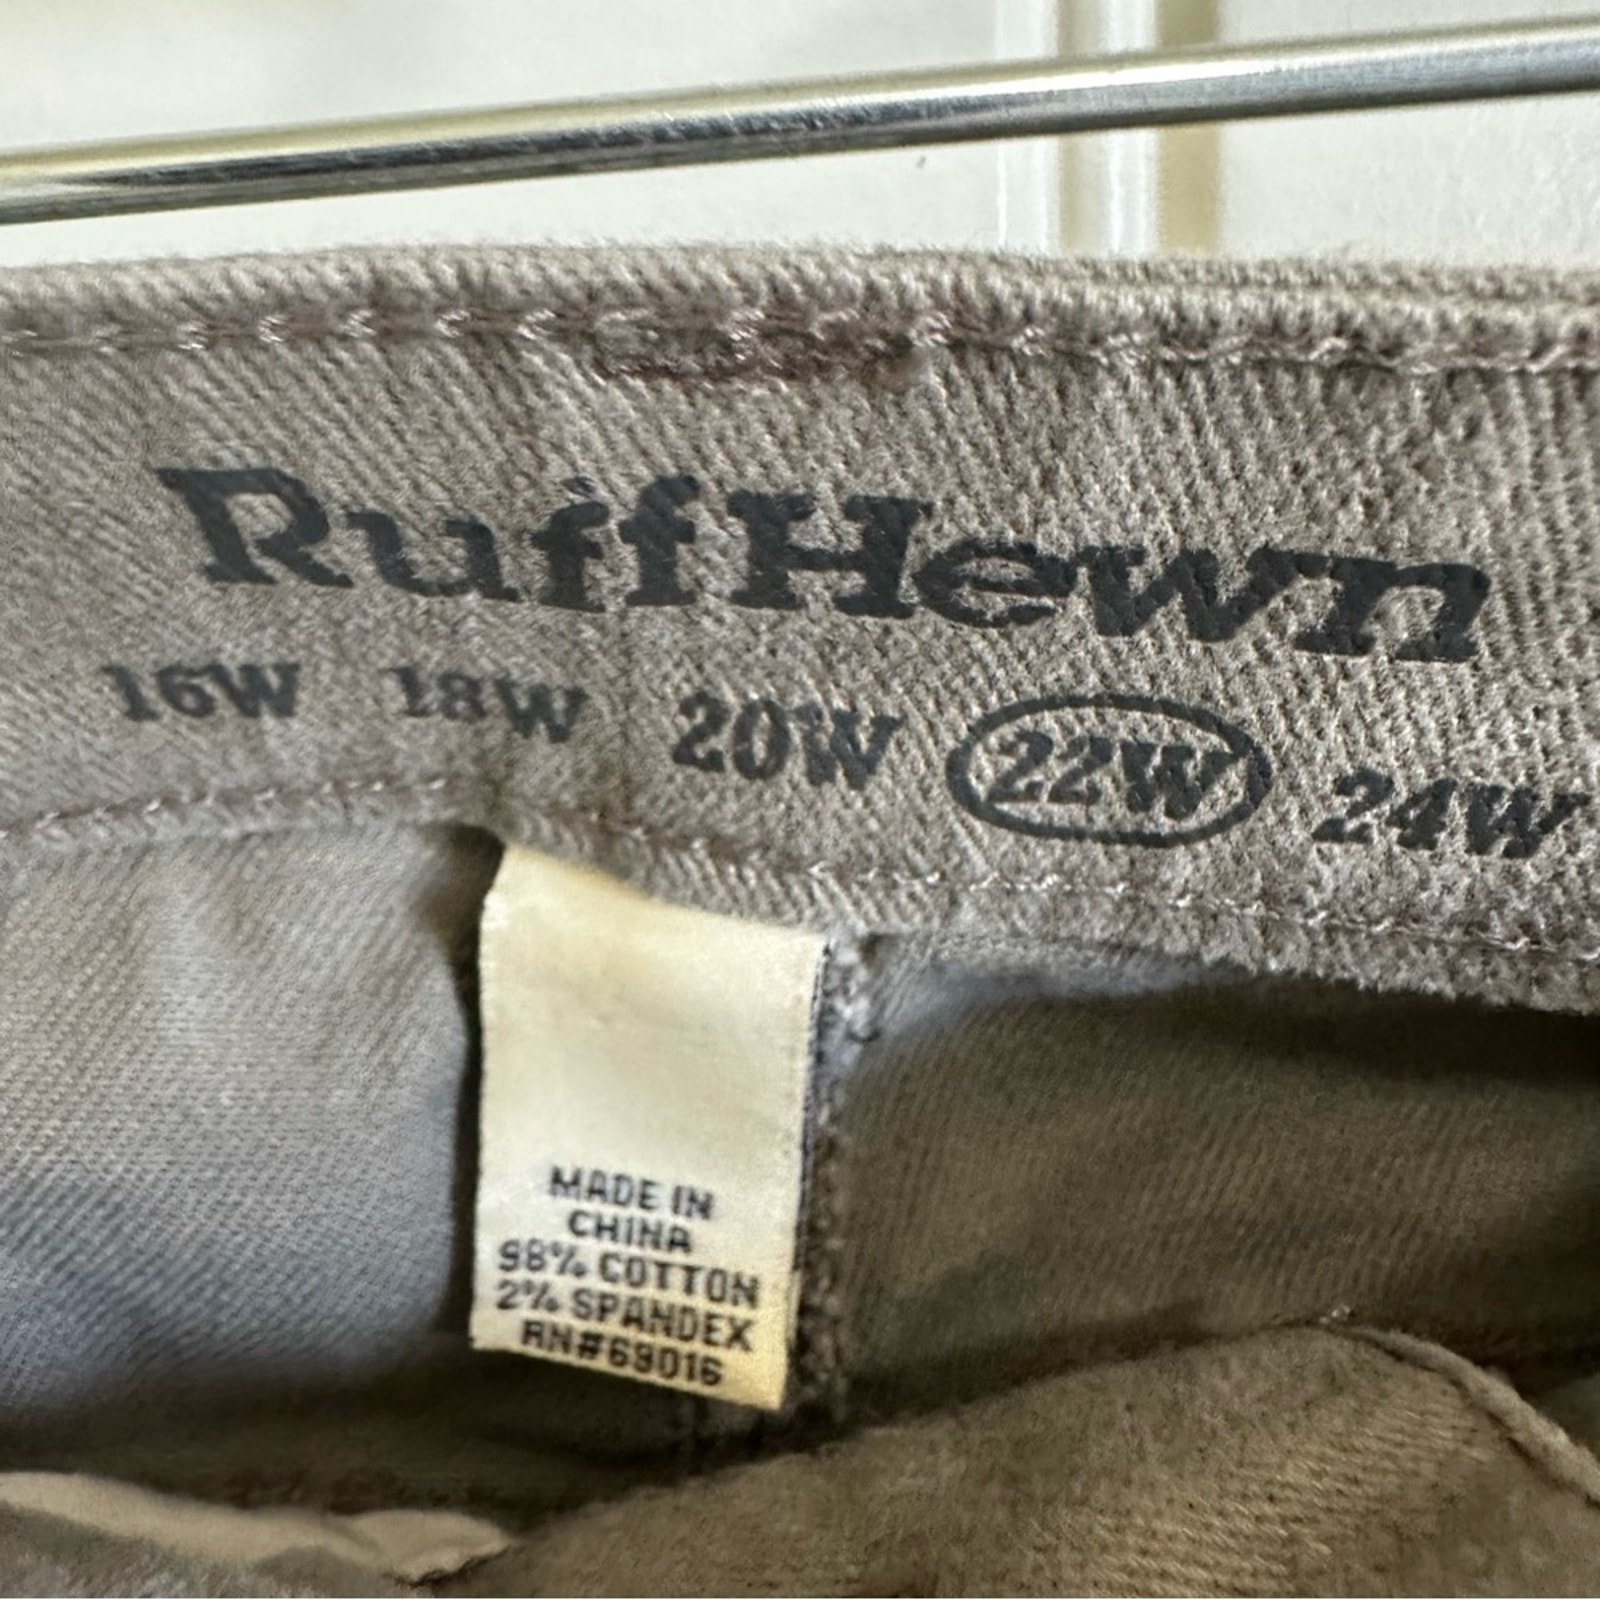 RuffHewn
16W 18W 20W 22W 24W
MADE IN
CHINA
98% COTTON
2% SPANDEX
RN#69016